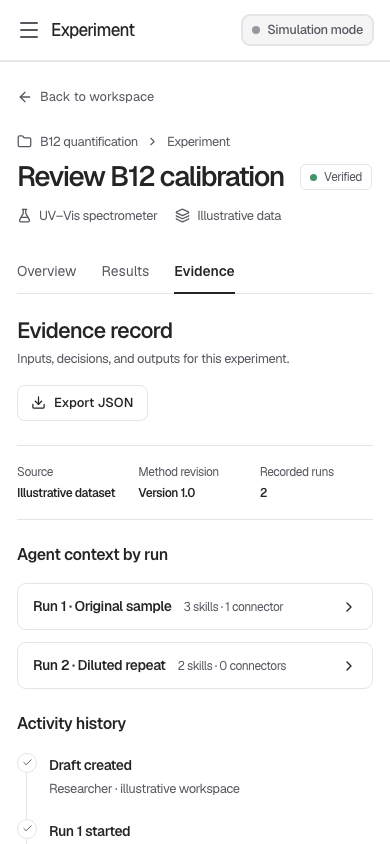 Experiment
Simulation mode
Back to workspace
B12 quantification > Experiment
Review B12 calibration
Verified
UV–Vis spectrometer
Illustrative data
Overview
Results
Evidence
Evidence record
Inputs, decisions, and outputs for this experiment.
Export JSON
Source
Illustrative dataset
Method revision
Version 1.0
Recorded runs
2
Agent context by run
Run 1 · Original sample 3 skills · 1 connector
Run 2 · Diluted repeat 2 skills · 0 connectors
Activity history
Draft created
Researcher · illustrative workspace
Run 1 started